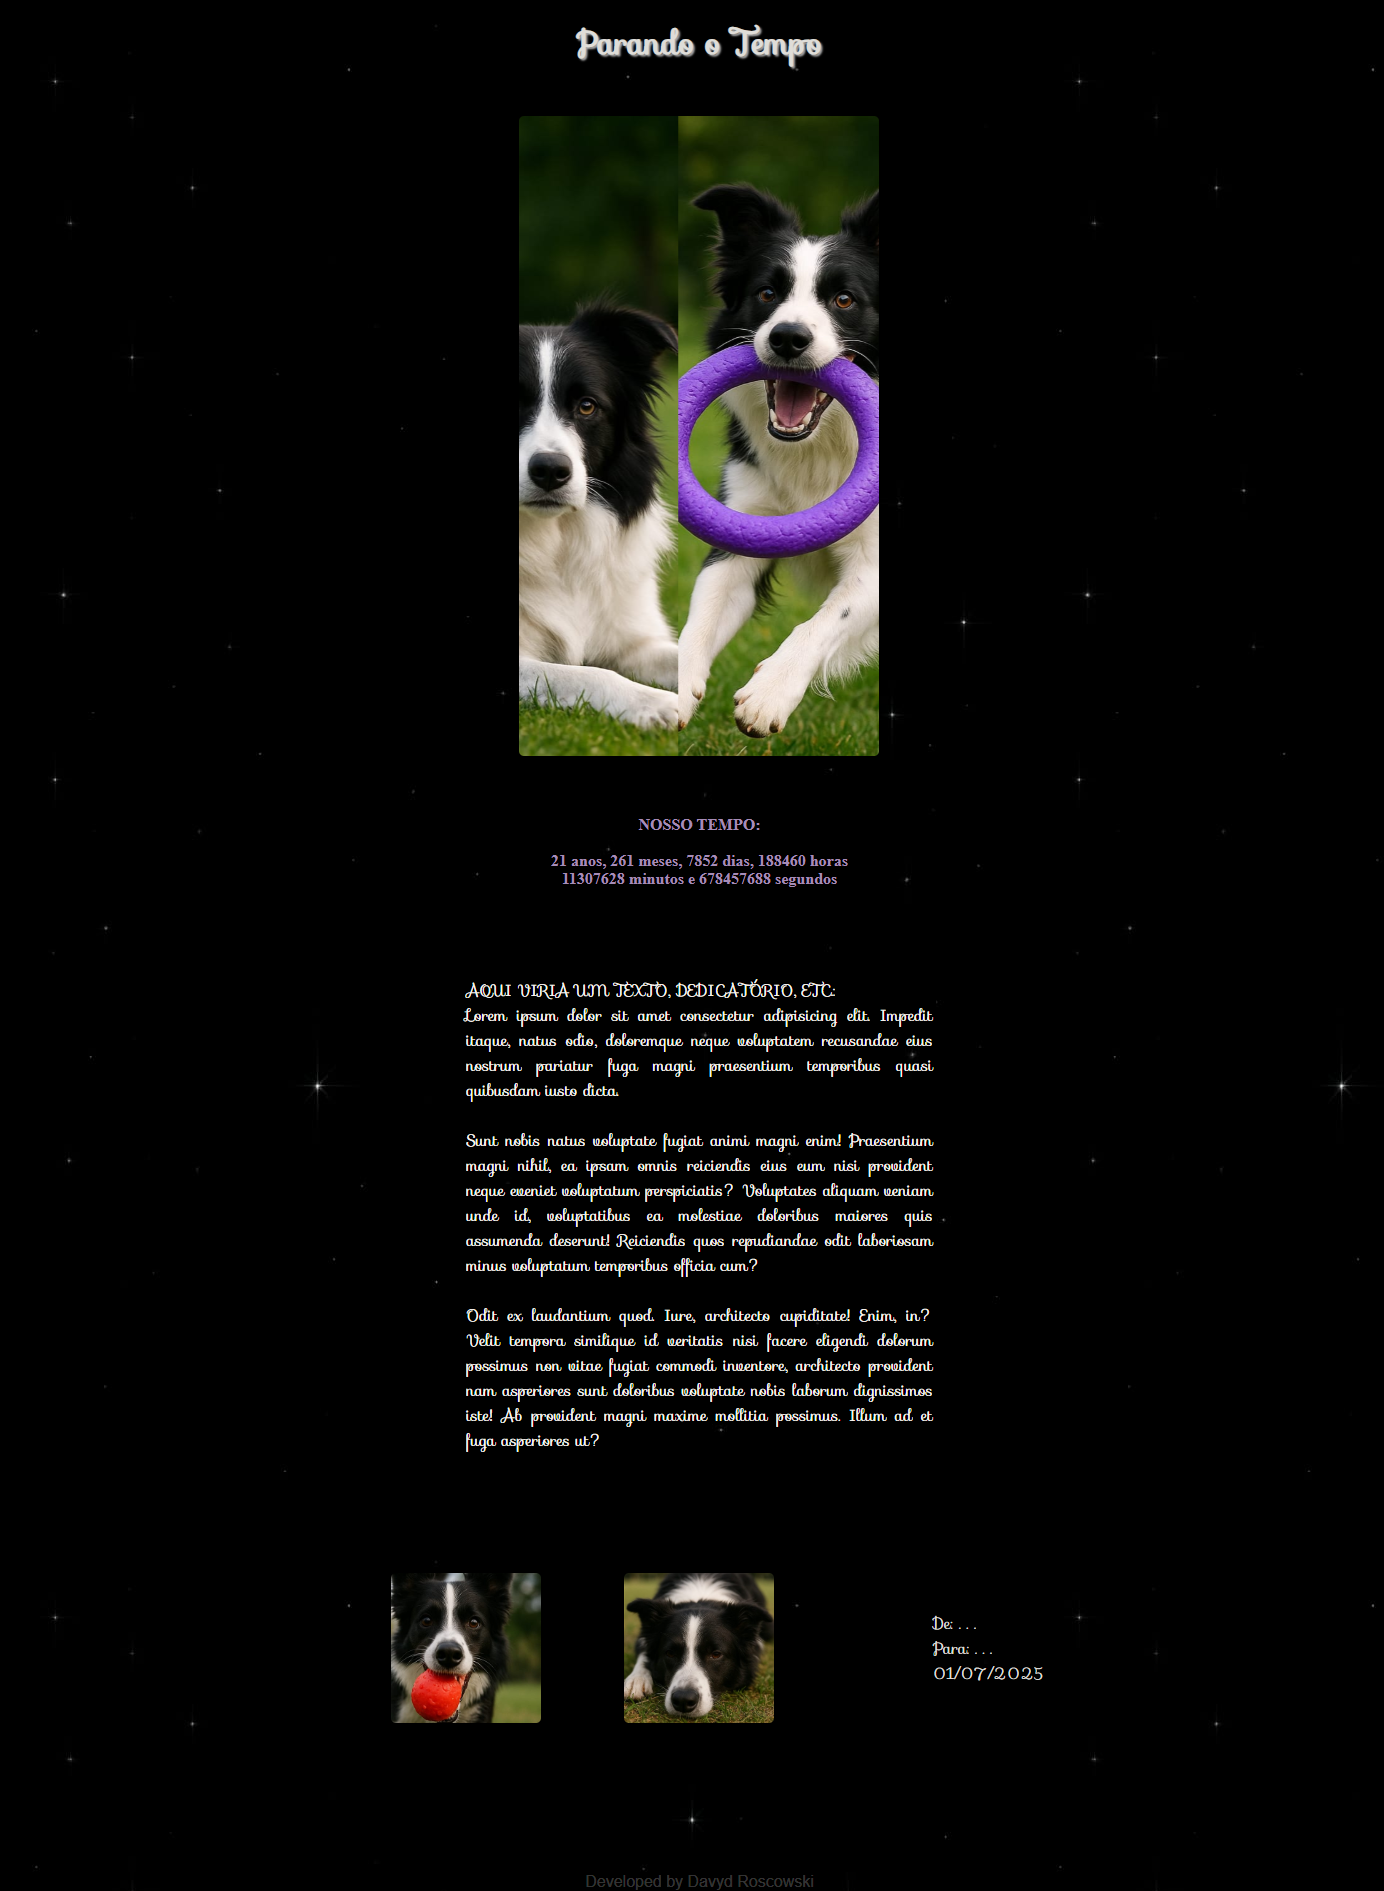 Parando o Tempo
NOSSO TEMPO:
21 anos, 261 meses, 7852 dias, 188460 horas
11307628 minutos e 678457688 segundos
AQUI VIRIA UM TEXTO, DEDICATÓRIO, ETC:
Lorem ipsum dolor sit amet consectetur adipisicing elit. Impedit
itaque, natus odio, doloremque neque voluptatem recusandae eius
nostrum pariatur fuga magni praesentium temporibus quasi
quibusdam iusto dicta.
Sunt nobis natus voluptate fugiat animi magni enim! Praesentium
magni nihil, ea ipsam omnis reiciendis eius eum nisi provident
neque eveniet voluptatum perspiciatis? Voluptates aliquam veniam
unde id, voluptatibus ea molestiae doloribus maiores quis
assumenda deserunt! Reiciendis quos repudiandae odit laboriosam
minus voluptatum temporibus officia cum?
Odit ex laudantium quod. Iure, architecto cupiditate! Enim, in?
Velit tempora similique id veritatis nisi facere eligendi dolorum
possimus non vitae fugiat commodi inventore, architecto provident
nam asperiores sunt doloribus voluptate nobis laborum dignissimos
iste! Ab provident magni maxime mollitia possimus. Illum ad et
fuga asperiores ut?
De: . . .
Para: . . .
01/07/2025
Developed by Davyd Roscowski